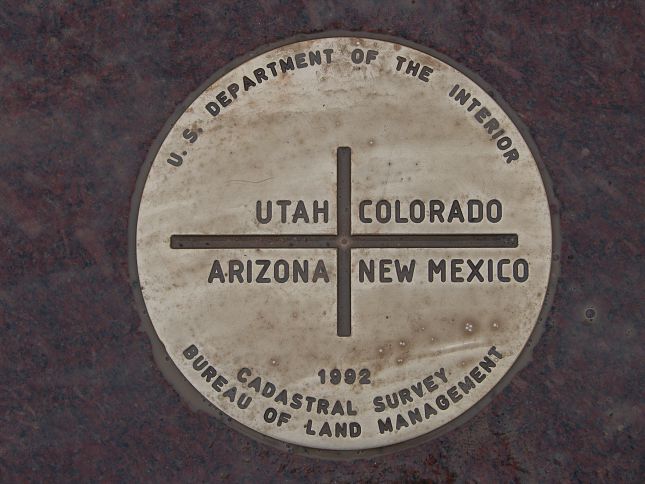 U.S. DEPARTMENT OF THE INTERIOR
UTAH COLORADO
ARIZONA NEW MEXICO
1992
CADASTRAL SURVEY
BUREAU OF LAND MANAGEMENT